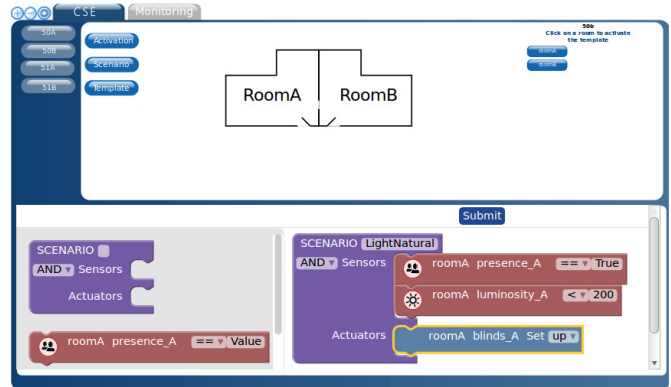 CSE
Monitoring
50A
50B
51A
51B
Activation
Scenario
Template
RoomA
RoomB
50b
Click on a room to activate
the template
roomA
roomB
Submit
SCENARIO
AND Sensors
Actuators
roomA presence_A == Value
SCENARIO LightNatural
AND Sensors
roomA presence_A == True
roomA luminosity_A < 200
Actuators
roomA blinds_A Set up